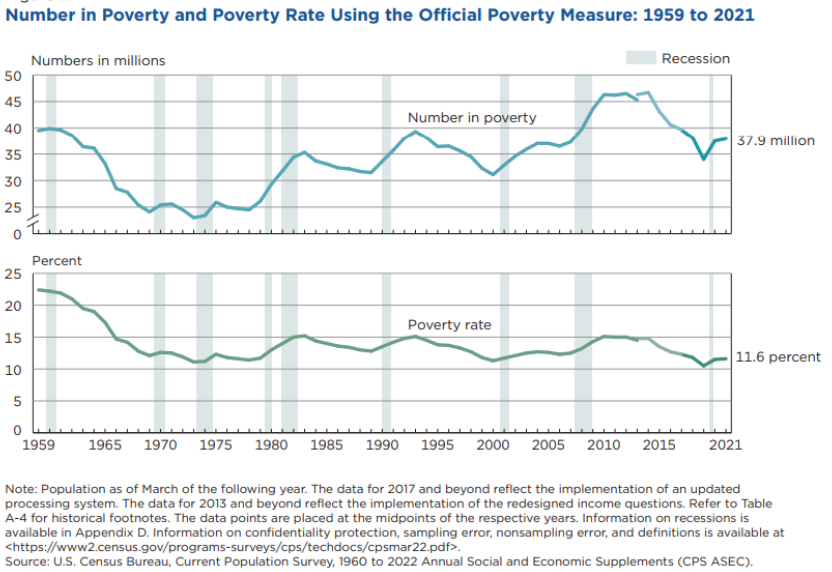 Number in Poverty and Poverty Rate Using the Official Poverty Measure: 1959 to 2021
Numbers in millions
Recession
50
45
40
35
30
25
0
Number in poverty
37.9 million
Percent
25
20
15
10
5
0
Poverty rate
11.6 percent
1959 1965 1970 1975 1980 1985 1990 1995 2000 2005 2010 2015 2021
Note: Population as of March of the following year. The data for 2017 and beyond reflect the implementation of an updated
processing system. The data for 2013 and beyond reflect the implementation of the redesigned income questions. Refer to Table
A-4 for historical footnotes. The data points are placed at the midpoints of the respective years. Information on recessions is
available in Appendix D. Information on confidentiality protection, sampling error, nonsampling error, and definitions is available at
<https://www2.census.gov/programs-surveys/cps/techdocs/cpsmar22.pdf>.
Source: U.S. Census Bureau, Current Population Survey, 1960 to 2022 Annual Social and Economic Supplements (CPS ASEC).